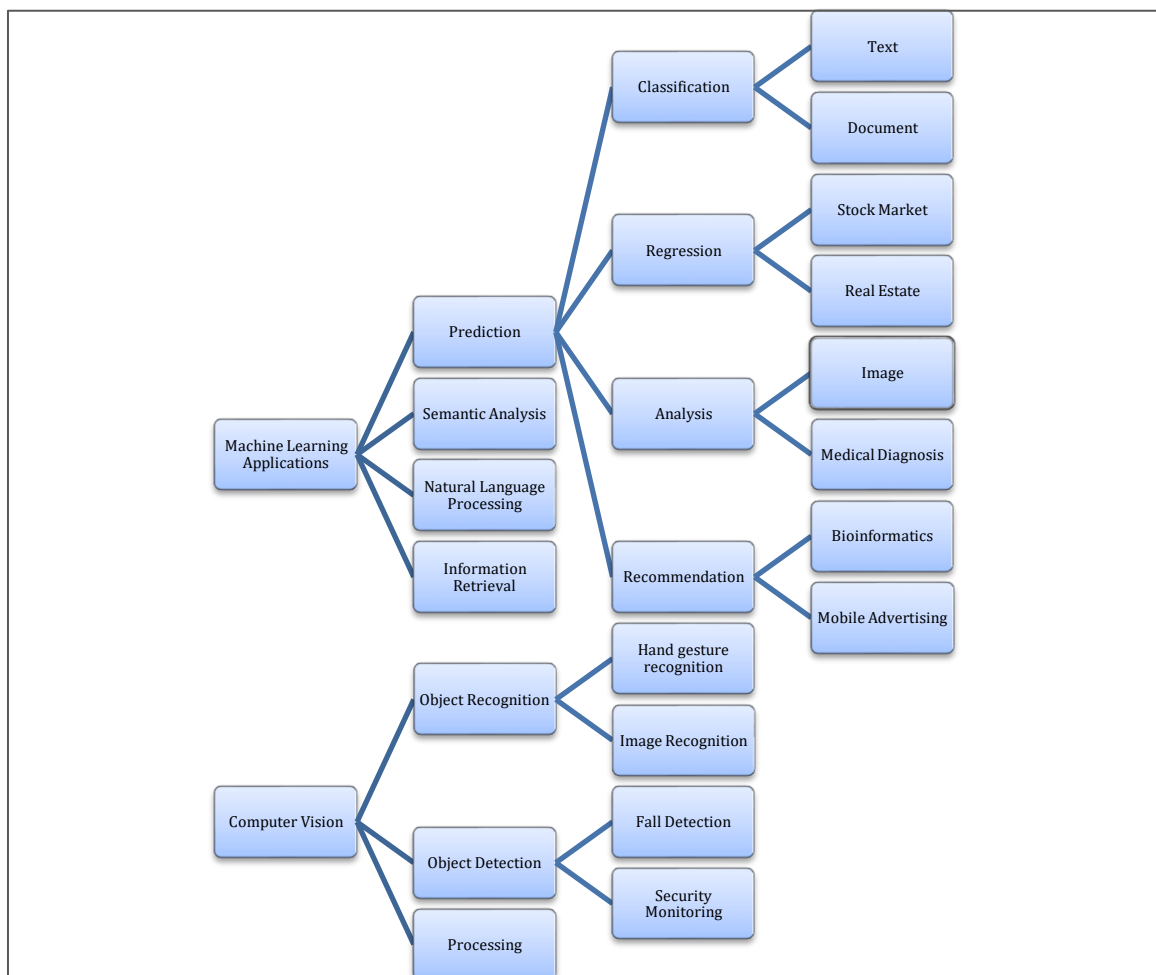 Machine Learning
Applications
Prediction
Classification
Text
Document
Regression
Stock Market
Real Estate
Analysis
Image
Medical Diagnosis
Recommendation
Bioinformatics
Mobile Advertising
Semantic Analysis
Natural Language
Processing
Information
Retrieval
Computer Vision
Object Recognition
Hand gesture
recognition
Image Recognition
Object Detection
Fall Detection
Security
Monitoring
Processing